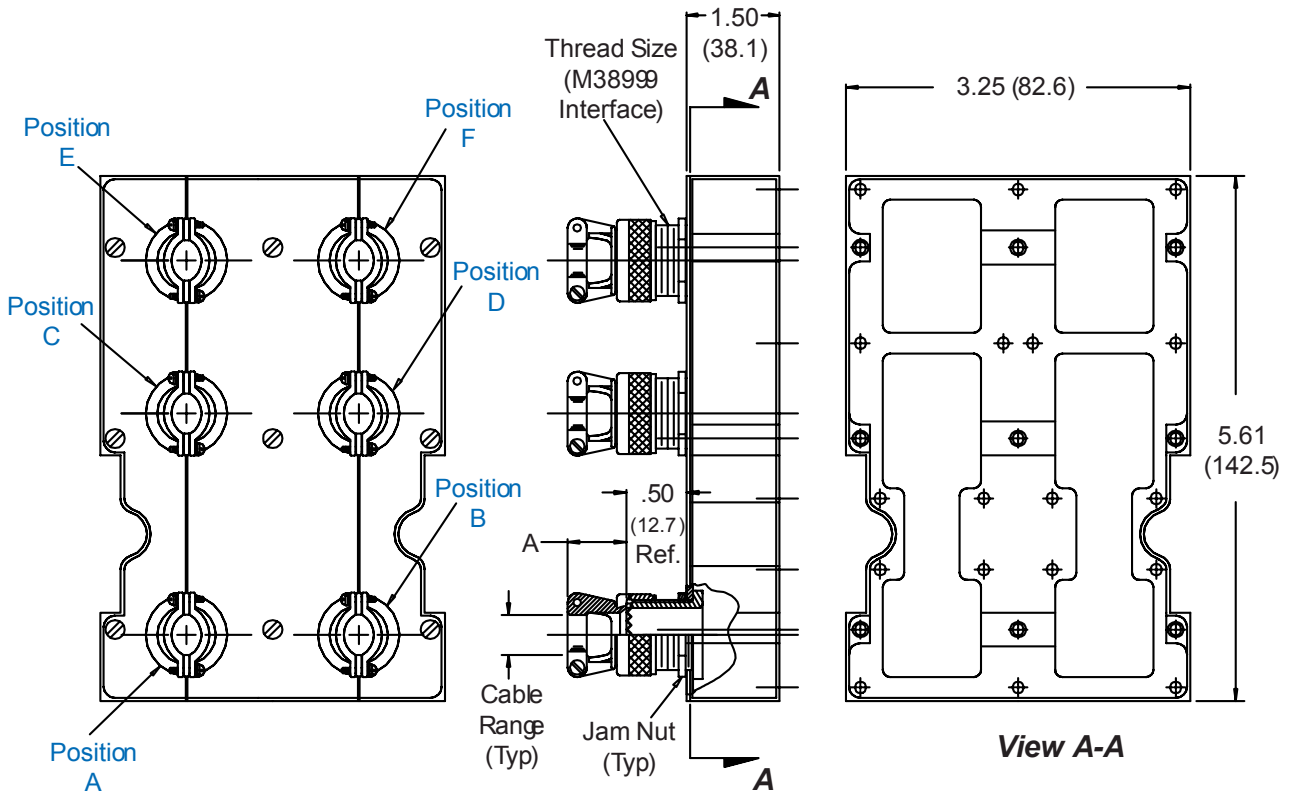 1.50
(38.1)
Thread Size
(M38999
Interface)
A
3.25 (82.6)
Position
E
Position
F
Position
C
Position
D
5.61
(142.5)
Position
B
.50
(12.7)
Ref.
A
Cable
Range
(Typ)
Jam Nut
(Typ)
A
View A-A
Position
A